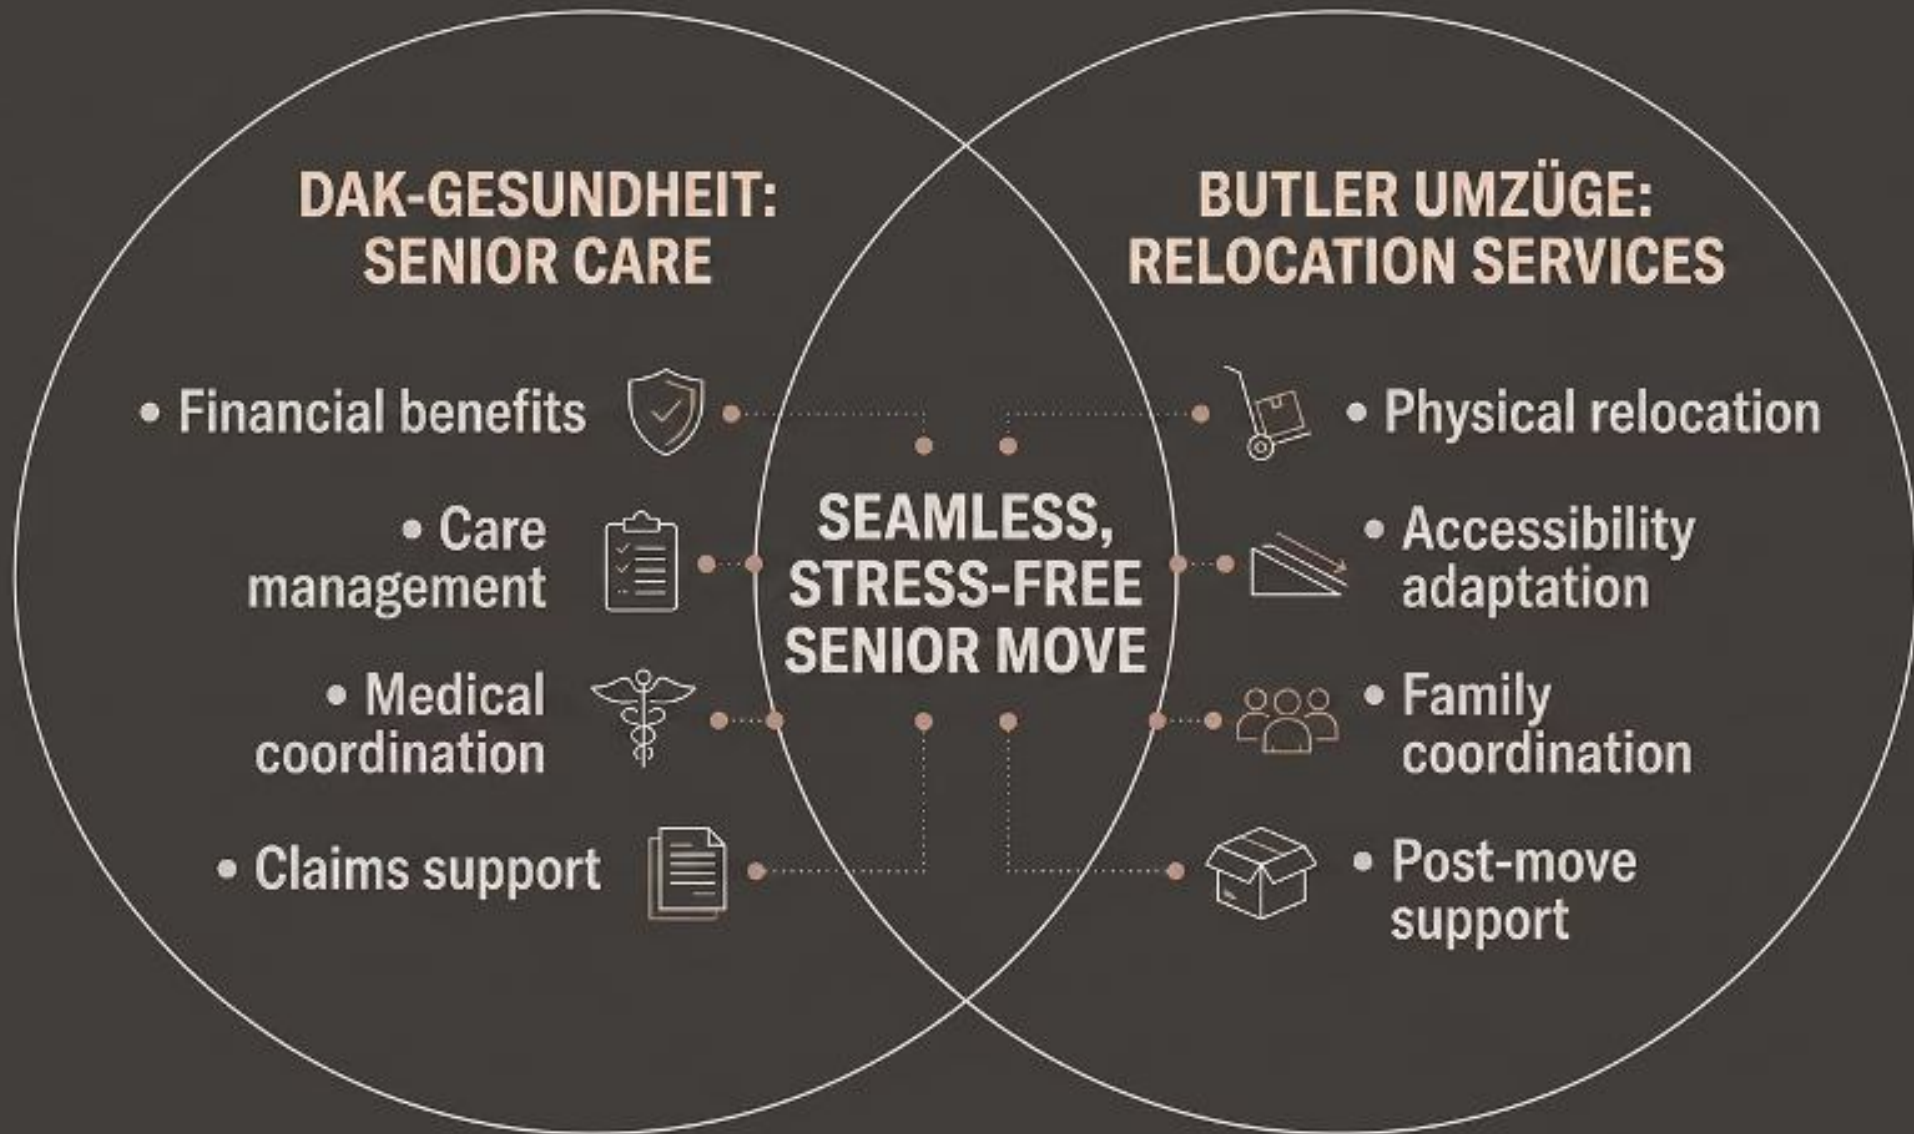 DAK-GESUNDHEIT:
SENIOR CARE
• Financial benefits
• Care
management
• Medical
coordination
• Claims support
SEAMLESS,
STRESS-FREE
SENIOR MOVE
BUTLER UMZÜGE:
RELOCATION SERVICES
• Physical relocation
• Accessibility
adaptation
• Family
coordination
• Post-move
support